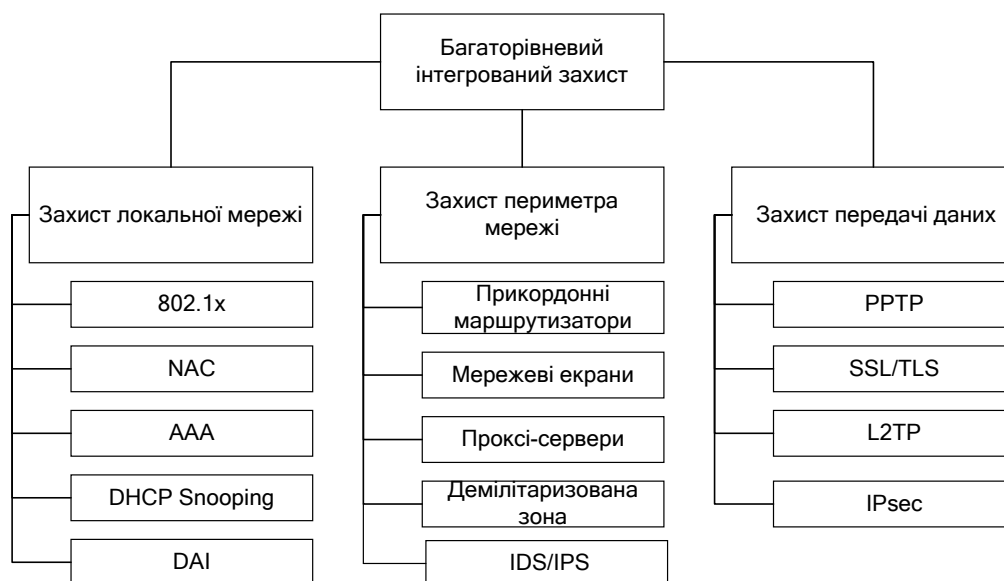 Багаторівневий
інтегрований захист
Захист локальної мережі
802.1x
NAC
AAA
DHCP Snooping
DAI
Захист периметра
мережі
Прикордонні
маршрутизатори
Мережеві екрани
Проксі-сервери
Демілітаризована
зона
IDS/IPS
Захист передачі даних
PPTP
SSL/TLS
L2TP
IPsec